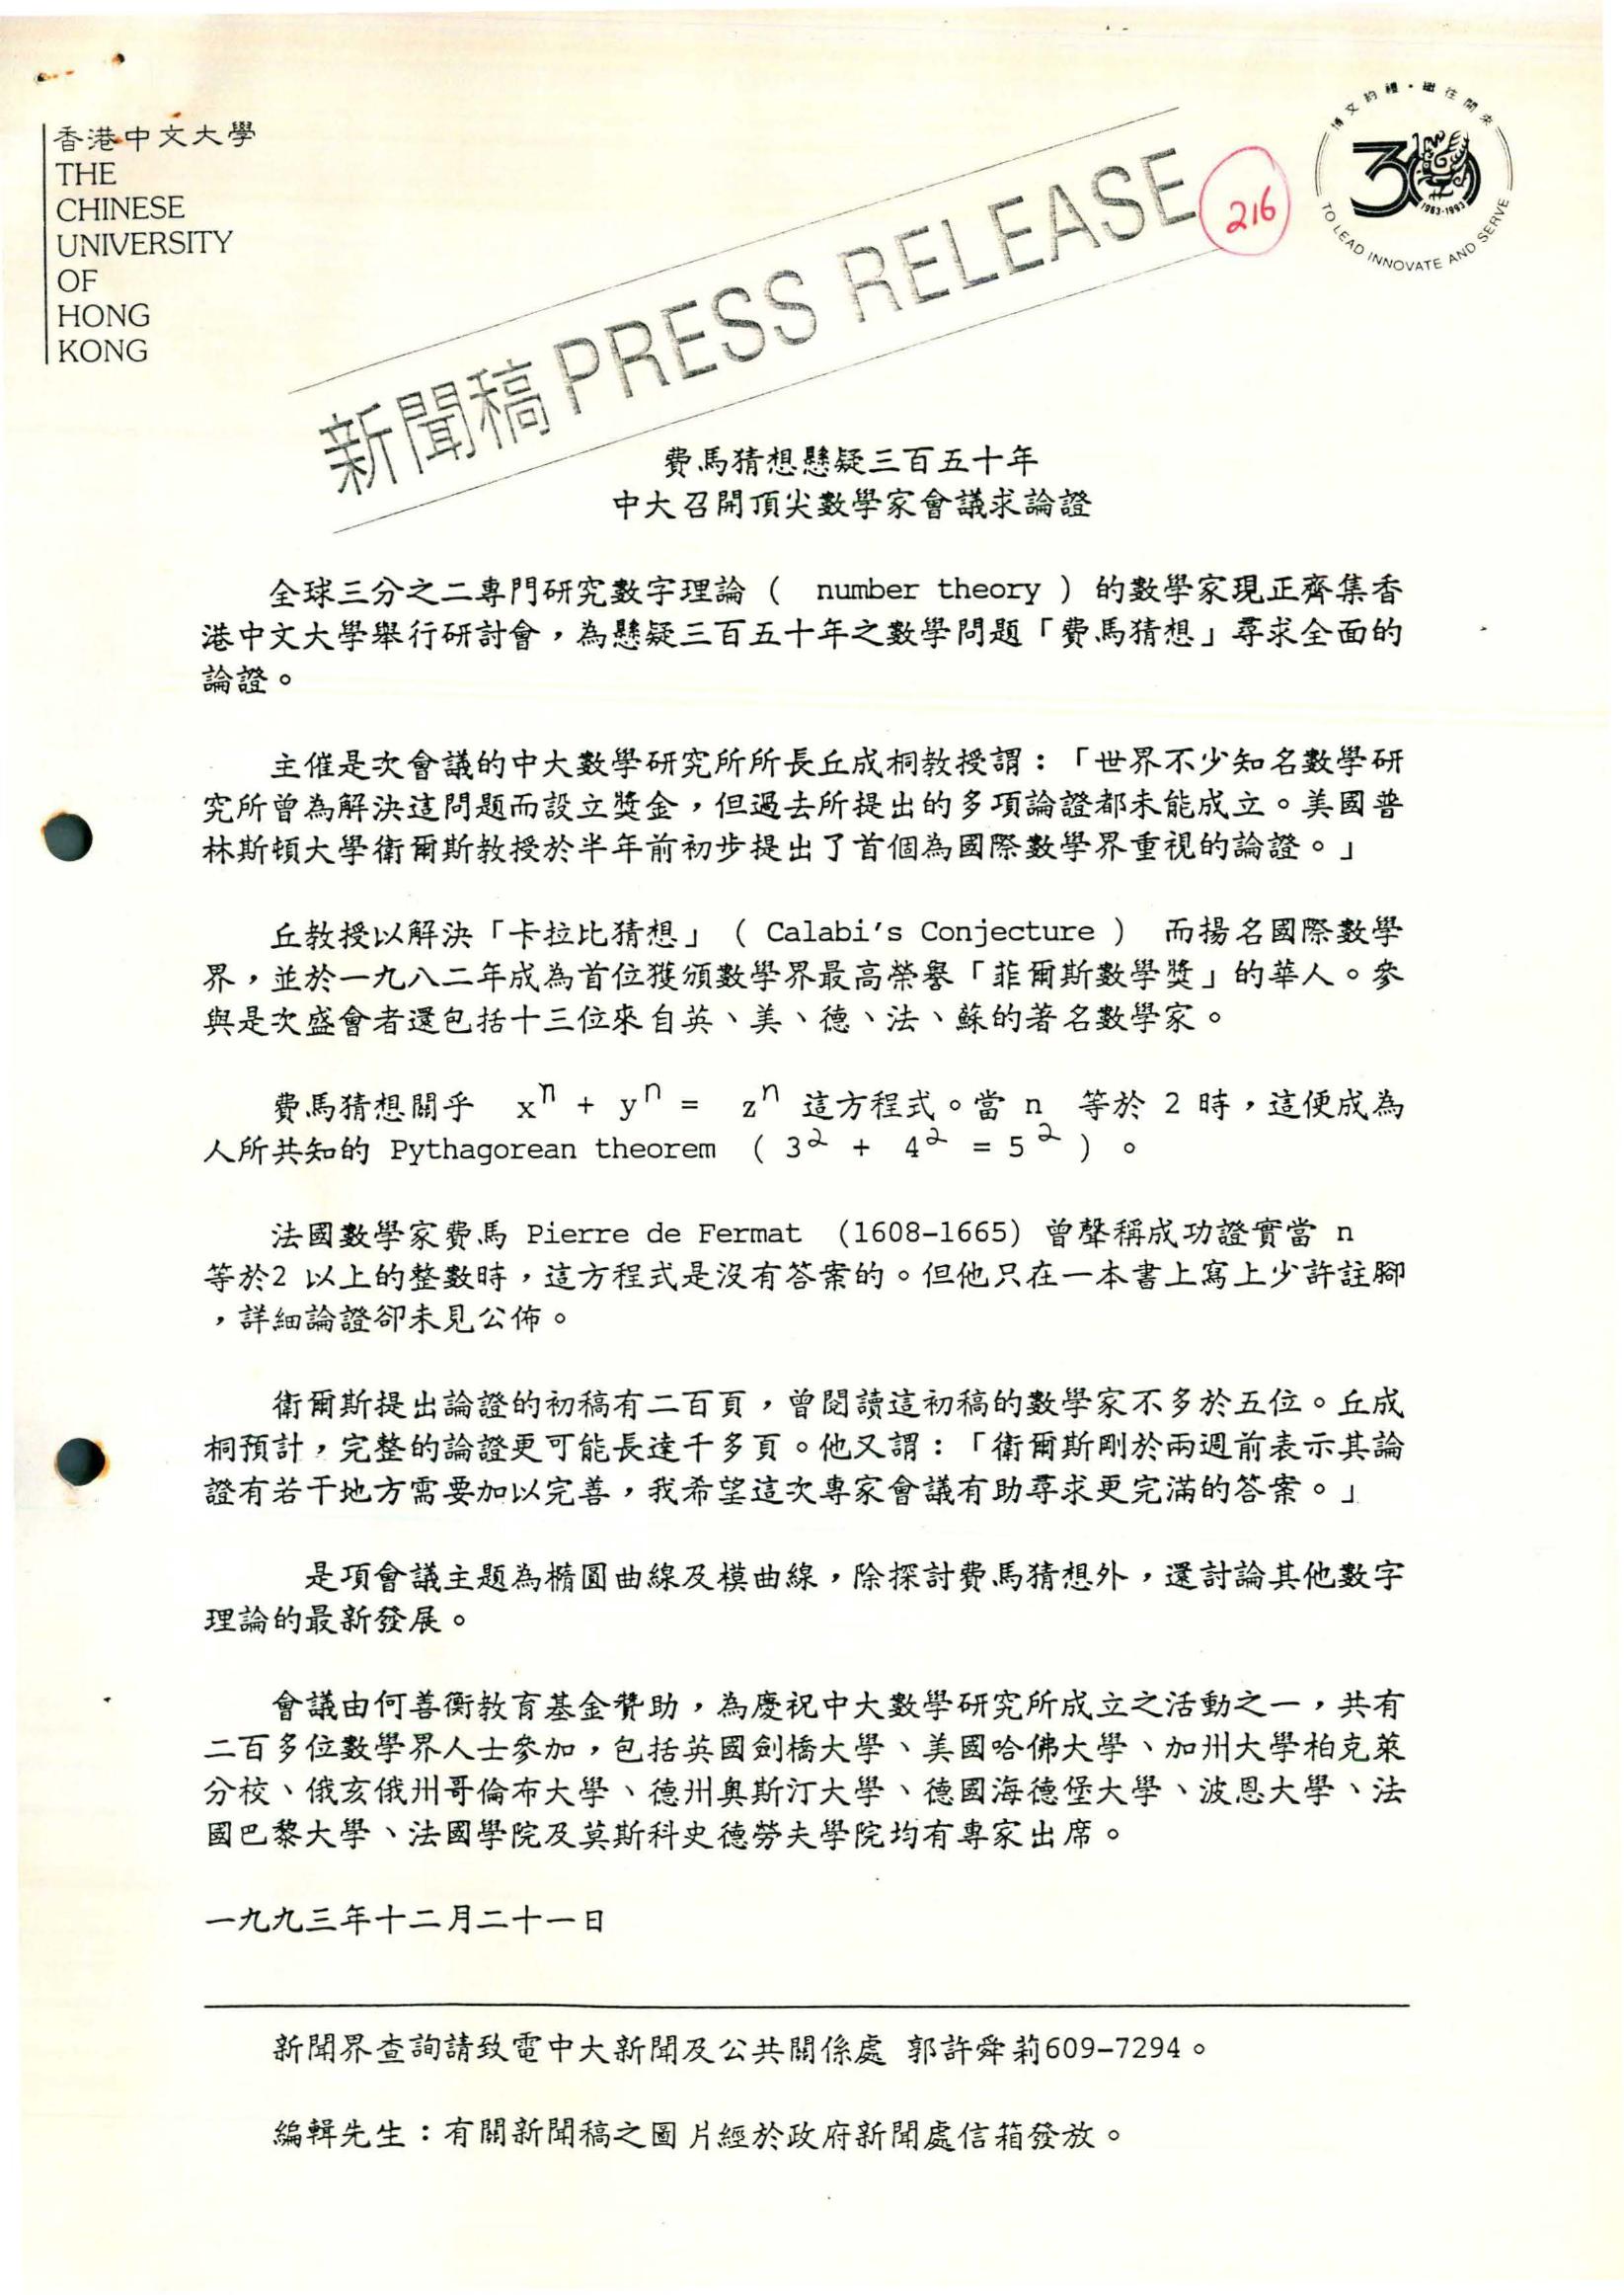 香港中文大學
THE
CHINESE
UNIVERSITY
OF
HONG
KONG
新聞稿 PRESS RELEASE
216
博文約禮・繼往開來
30
1963-1993
TO LEAD INNOVATE AND SERVE
費馬猜想懸疑三百五十年
中大召開頂尖數學家會議求論證
全球三分之二專門研究數字理論 ( number theory ) 的數學家現正齊集香
港中文大學舉行研討會，為懸疑三百五十年之數學問題「費馬猜想」尋求全面的
論證。
主催是次會議的中大數學研究所所長丘成桐教授謂：「世界不少知名數學研
究所曾為解決這問題而設立獎金，但過去所提出的多項論證都未能成立。美國普
林斯頓大學衛爾斯教授於半年前初步提出了首個為國際數學界重視的論證。」
丘教授以解決「卡拉比猜想」 ( Calabi's Conjecture ) 而揚名國際數學
界，並於一九八二年成為首位獲頒數學界最高榮譽「菲爾斯數學獎」的華人。參
與是次盛會者還包括十三位來自英、美、德、法、蘇的著名數學家。
費馬猜想關乎 xⁿ + yⁿ = zⁿ 這方程式。當 n 等於 2 時，這便成為
人所共知的 Pythagorean theorem ( 3² + 4² = 5² ) 。
法國數學家費馬 Pierre de Fermat (1608-1665) 曾聲稱成功證實當 n
等於2 以上的整數時，這方程式是沒有答案的。但他只在一本書上寫上少許註腳
，詳細論證卻未見公佈。
衛爾斯提出論證的初稿有二百頁，曾閱讀這初稿的數學家不多於五位。丘成
桐預計，完整的論證更可能長達千多頁。他又謂：「衛爾斯剛於兩週前表示其論
證有若干地方需要加以完善，我希望這次專家會議有助尋求更完滿的答案。」
是項會議主題為橢圓曲線及模曲線，除探討費馬猜想外，還討論其他數字
理論的最新發展。
會議由何善衡教育基金贊助，為慶祝中大數學研究所成立之活動之一，共有
二百多位數學界人士參加，包括英國劍橋大學、美國哈佛大學、加州大學柏克萊
分校、俄亥俄州哥倫布大學、德州奧斯汀大學、德國海德堡大學、波恩大學、法
國巴黎大學、法國學院及莫斯科史德勞夫學院均有專家出席。
一九九三年十二月二十一日
新聞界查詢請致電中大新聞及公共關係處 郭許舜莉609-7294。
編輯先生：有關新聞稿之圖片經於政府新聞處信箱發放。